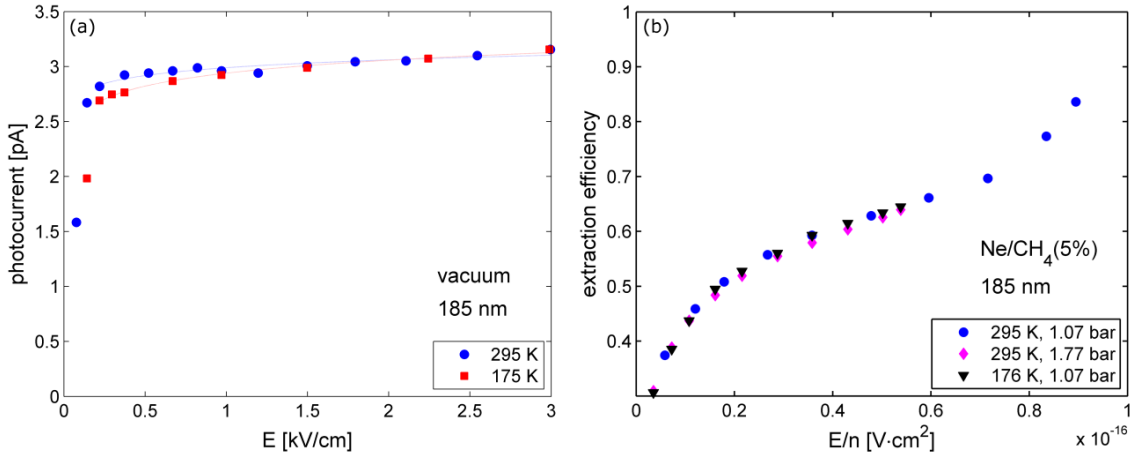 (a)
photocurrent [pA]
3.5
3
2.5
2
1.5
1
0.5
0
vacuum
185 nm
295 K
175 K
0
0.5
1
1.5
2
2.5
3
E [kV/cm]
(b)
extraction efficiency
1
0.9
0.8
0.7
0.6
0.5
0.4
Ne/CH₄(5%)
185 nm
295 K, 1.07 bar
295 K, 1.77 bar
176 K, 1.07 bar
0
0.2
0.4
0.6
0.8
1
E/n [V·cm²]
x 10⁻¹⁶